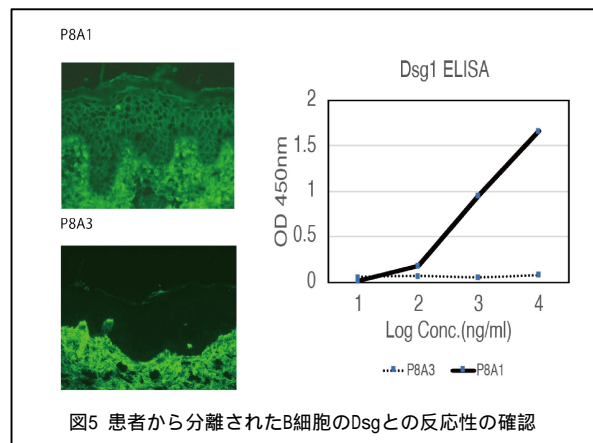 P8A1
P8A3
Dsg1 ELISA
OD 450nm
2
1.5
1
0.5
0
1 2 3 4
Log Conc.(ng/ml)
P8A3 P8A1
図5 患者から分離されたB細胞のDsgとの反応性の確認